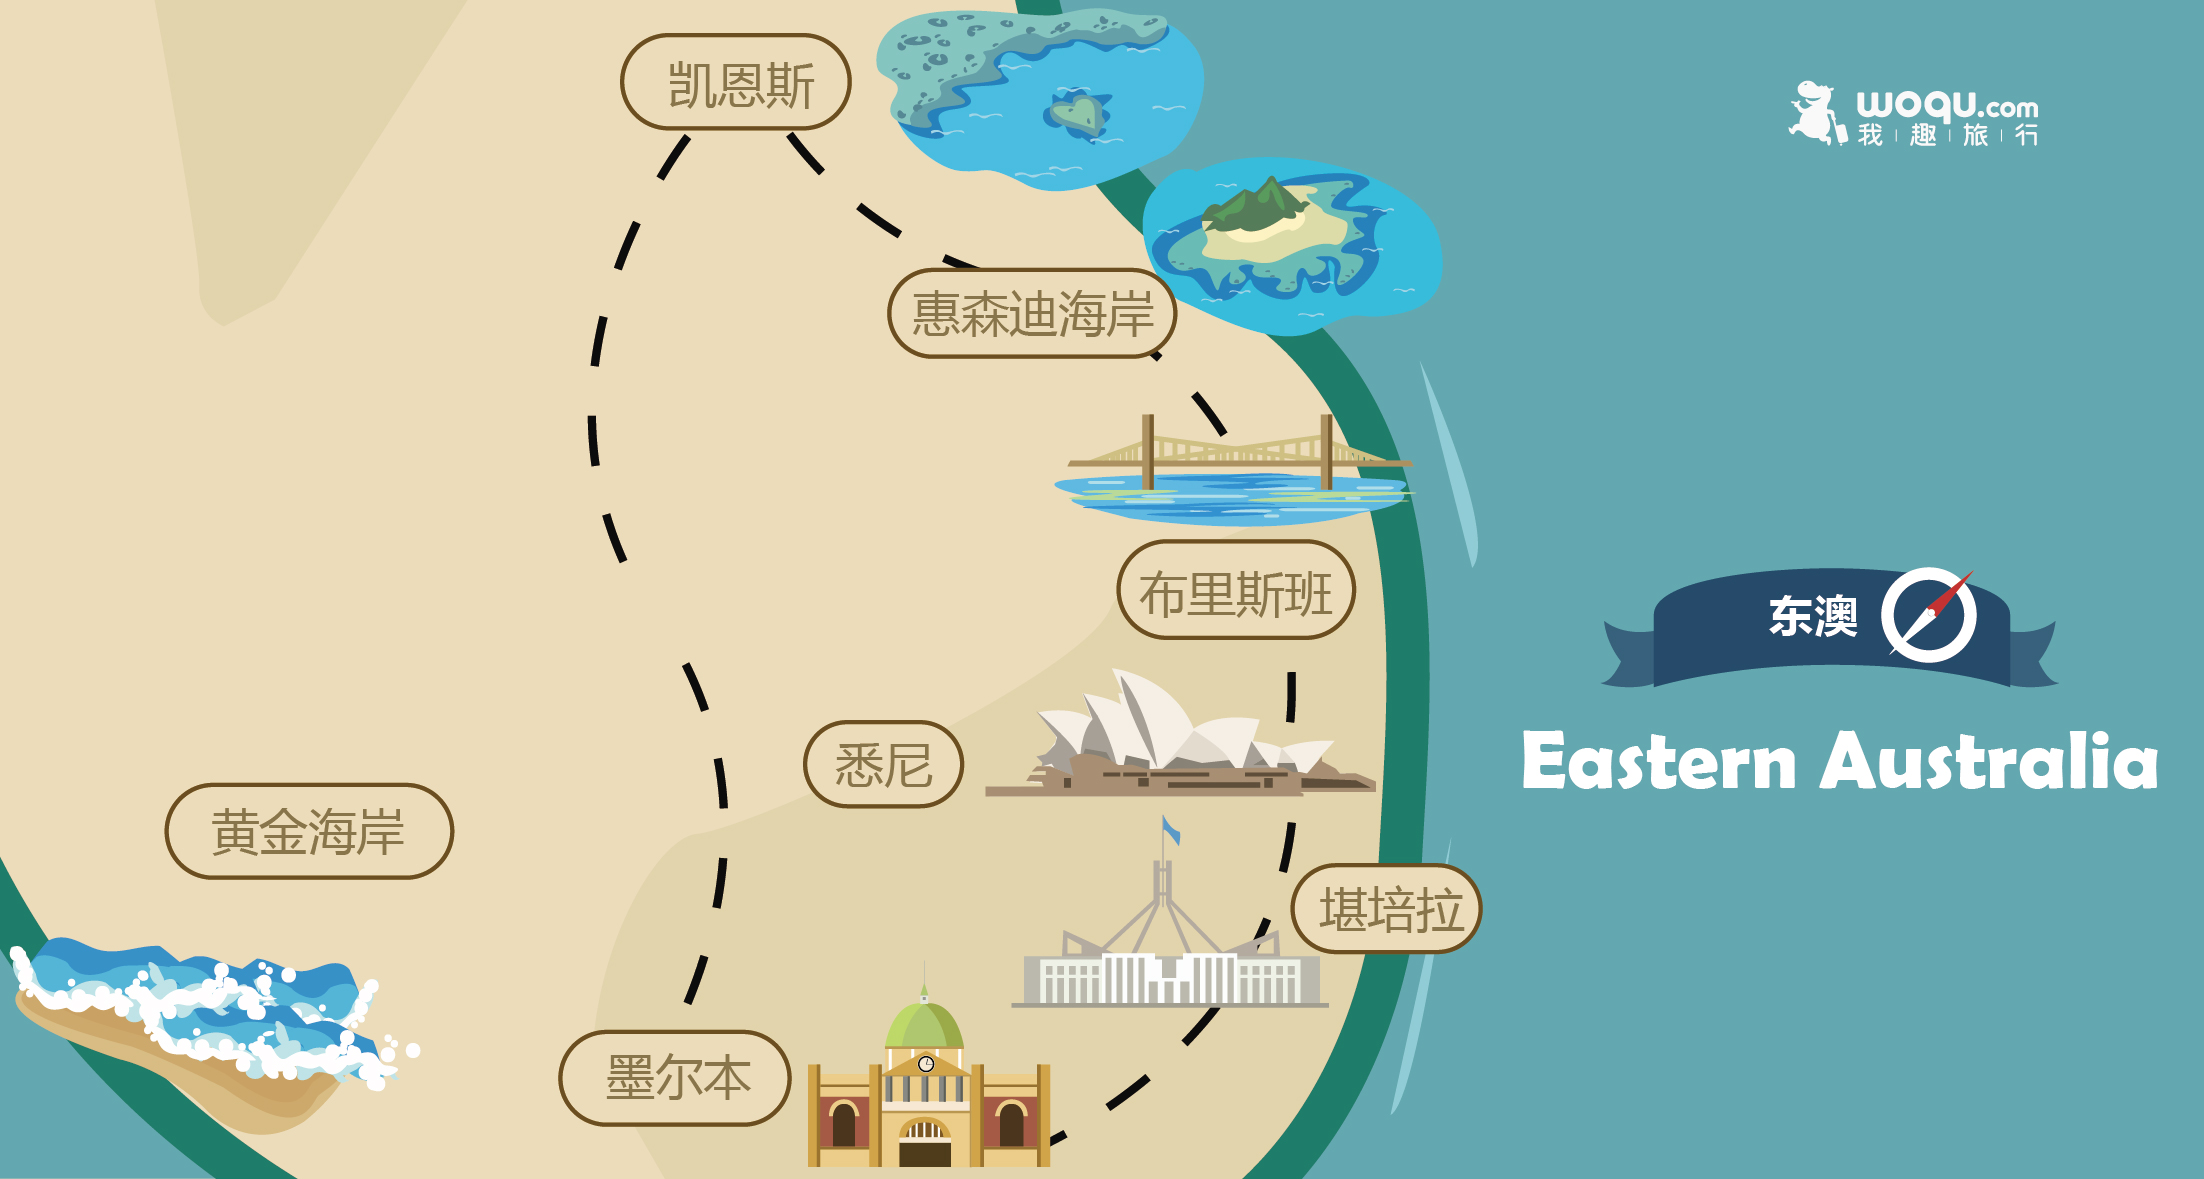 凯恩斯
woqu.com
我|趣|旅|行
惠森迪海岸
布里斯班
东澳
Eastern Australia
悉尼
黄金海岸
堪培拉
墨尔本